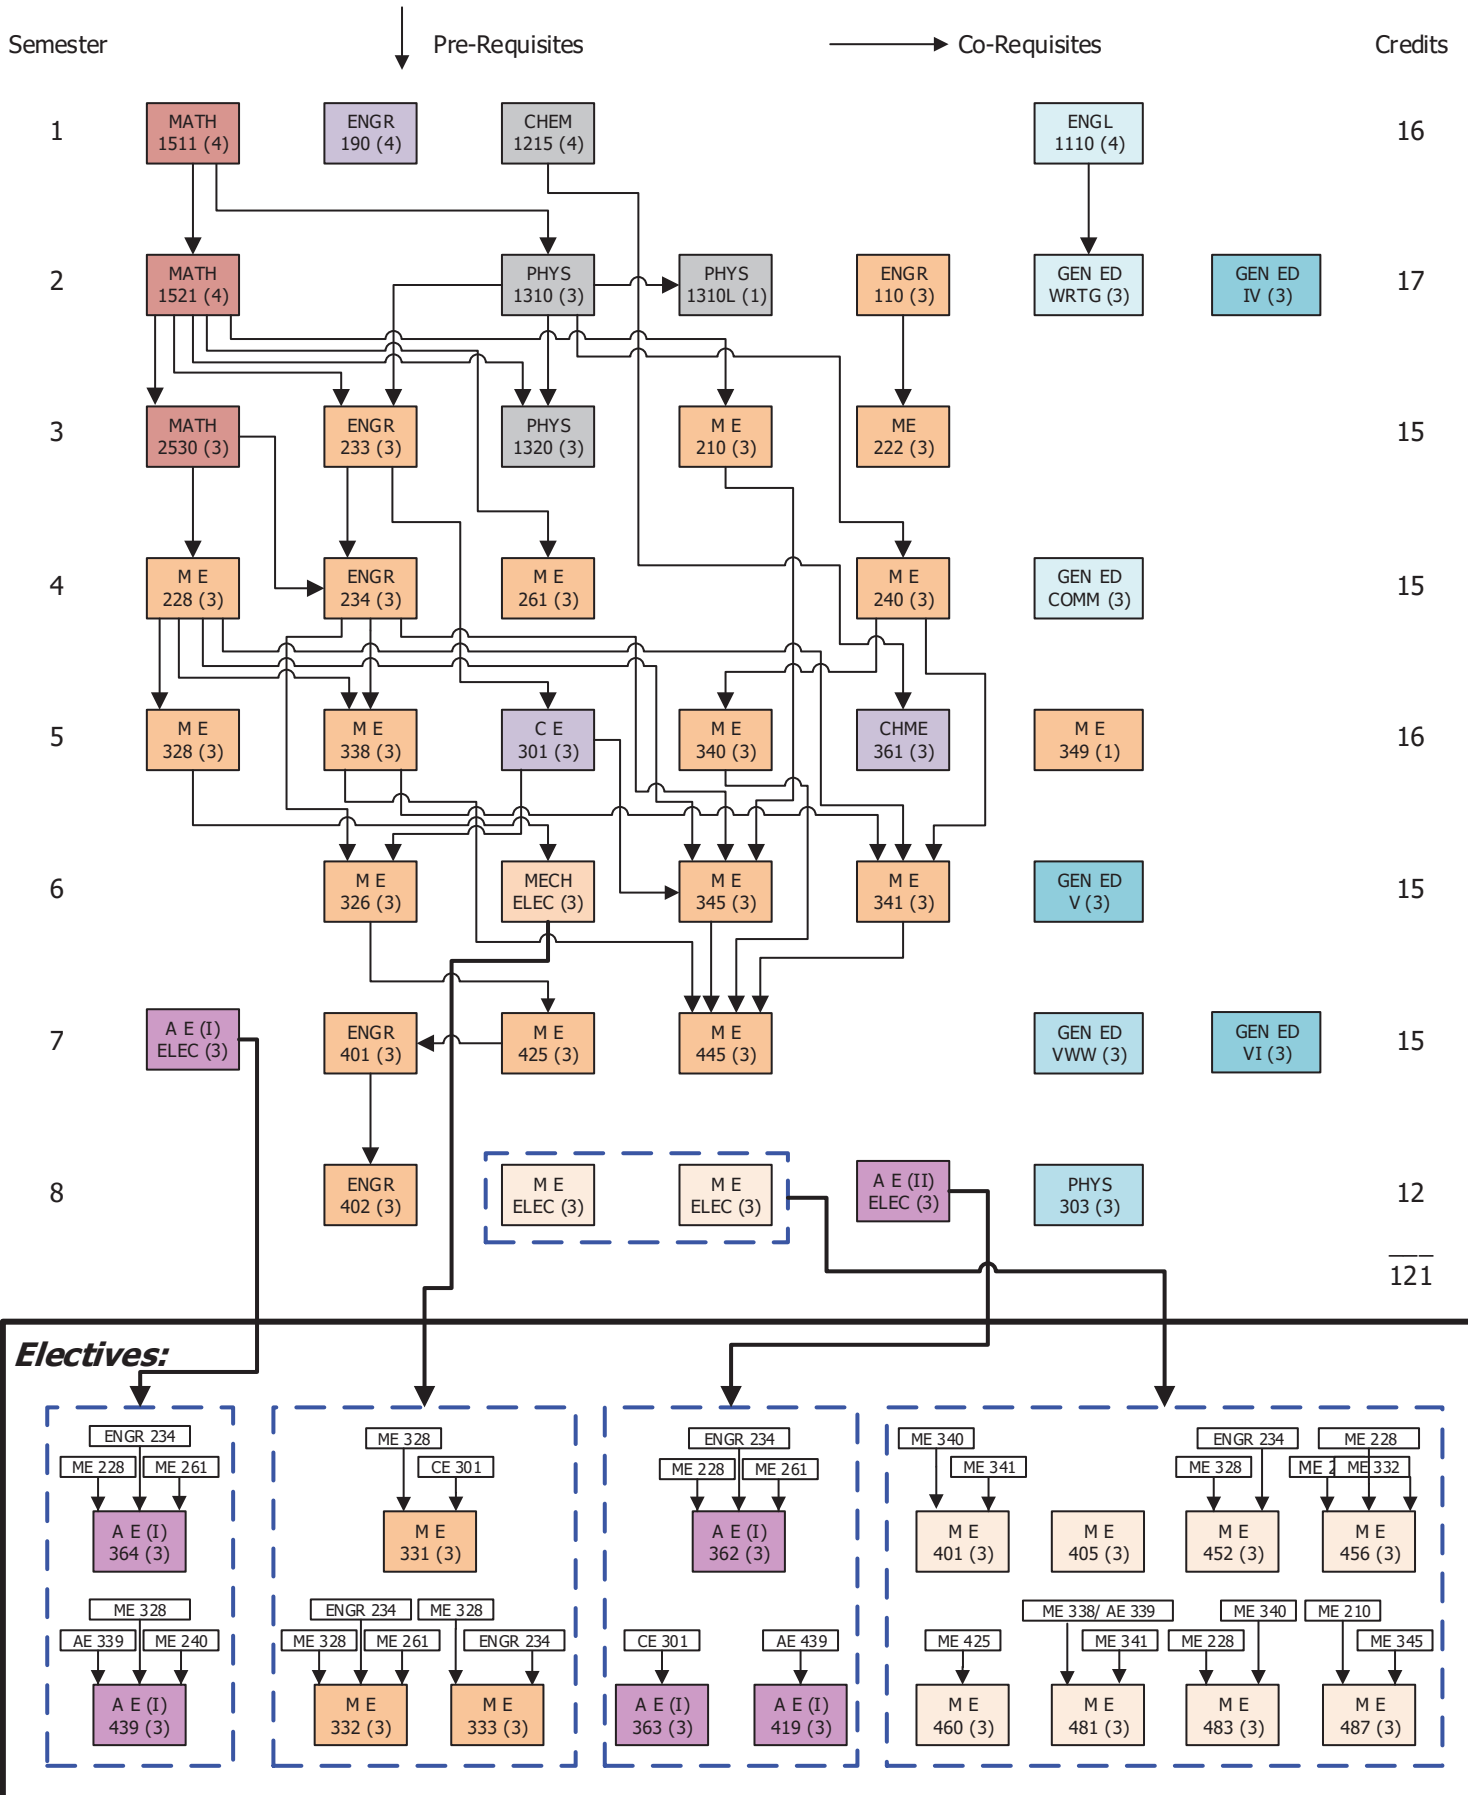 Semester
Pre-Requisites
Co-Requisites
Credits
1
MATH
1511 (4)
ENGR
190 (4)
CHEM
1215 (4)
ENGL
1110 (4)
16
2
MATH
1521 (4)
PHYS
1310 (3)
PHYS
1310L (1)
ENGR
110 (3)
GEN ED
WRTG (3)
GEN ED
IV (3)
17
3
MATH
2530 (3)
ENGR
233 (3)
PHYS
1320 (3)
M E
210 (3)
ME
222 (3)
15
4
M E
228 (3)
ENGR
234 (3)
M E
261 (3)
M E
240 (3)
GEN ED
COMM (3)
15
5
M E
328 (3)
M E
338 (3)
C E
301 (3)
M E
340 (3)
CHME
361 (3)
M E
349 (1)
16
6
M E
326 (3)
MECH
ELEC (3)
M E
345 (3)
M E
341 (3)
GEN ED
V (3)
15
7
A E (I)
ELEC (3)
ENGR
401 (3)
M E
425 (3)
M E
445 (3)
GEN ED
VWW (3)
GEN ED
VI (3)
15
8
ENGR
402 (3)
M E
ELEC (3)
M E
ELEC (3)
A E (II)
ELEC (3)
PHYS
303 (3)
12
121
Electives:
ENGR 234
ME 228
ME 261
A E (I)
364 (3)
ME 328
AE 339
ME 240
A E (I)
439 (3)
ME 328
CE 301
M E
331 (3)
ENGR 234
ME 328
ME 261
M E
332 (3)
ME 328
ENGR 234
M E
333 (3)
ENGR 234
ME 228
ME 261
A E (I)
362 (3)
CE 301
A E (I)
363 (3)
AE 439
A E (I)
419 (3)
ME 340
ME 341
M E
401 (3)
M E
405 (3)
ENGR 234
ME 328
M E
452 (3)
ME 228
ME 332
M E
456 (3)
ME 425
M E
460 (3)
ME 338/ AE 339
ME 341
M E
481 (3)
ME 340
ME 228
M E
483 (3)
ME 210
ME 345
M E
487 (3)